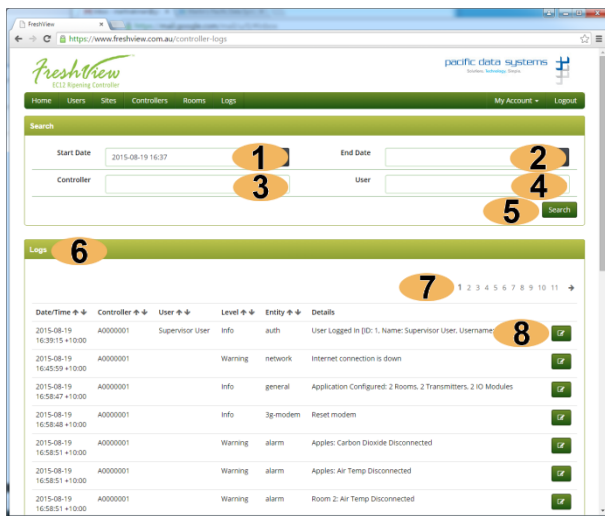 FreshView
https://www.freshview.com.au/controller-logs
FreshView
EC12 Ripening Controller
pacific data systems
Solutions. Technology. Simple.
Home Users Sites Controllers Rooms Logs My Account Logout
Search
Start Date 2015-08-19 16:37 1 End Date 2
Controller 3 User 4
5 Search
Logs 6
7 1 2 3 4 5 6 7 8 9 10 11
Date/Time Controller User Level Entity Details
2015-08-19 16:39:15 +10:00 A0000001 Supervisor User Info auth User Logged In [ID: 1, Name: Supervisor User, Username: 8
2015-08-19 16:45:59 +10:00 A0000001 Warning network Internet connection is down
2015-08-19 16:58:47 +10:00 A0000001 Info general Application Configured: 2 Rooms, 2 Transmitters, 2 IO Modules
2015-08-19 16:58:48 +10:00 A0000001 Info 3g-modem Reset modem
2015-08-19 16:58:51 +10:00 A0000001 Warning alarm Apples: Carbon Dioxide Disconnected
2015-08-19 16:58:51 +10:00 A0000001 Warning alarm Apples: Air Temp Disconnected
2015-08-19 16:58:51 +10:00 A0000001 Warning alarm Room 2: Air Temp Disconnected